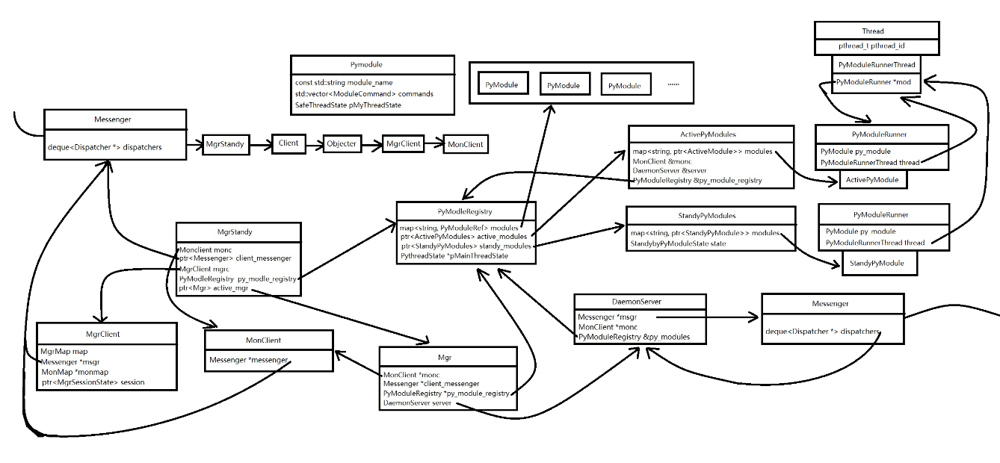 Thread
pthread_t pthread_id
PyModuleRunnerThread
PyModuleRunner *mod
Pymodule
const std::string module_name
std::vector<ModuleCommand> commands
SafeThreadState pMyThreadState
PyModule
PyModule
PyModule
......
Messenger
deque<Dispatcher *> dispatchers
MgrStandy
Client
Objecter
MgrClient
MonClient
ActivePyModules
map<string, ptr<ActiveModule>> modules
MonClient &monc
DaemonServer &server
PyModuleRegistry &py_module_registry
PyModuleRunner
PyModule py_module
PyModuleRunnerThread thread
ActivePyModule
PyModleRegistry
map<string, PyModuleRef> modules
ptr<ActivePyModules> active_modules
ptr<StandyPyModules> standy_modules
PythreadState *pMainThreadState
StandyPyModules
map<string, ptr<StandyPyModule>> modules
StandybyPyModuleState state
PyModuleRunner
PyModule py_module
PyModuleRunnerThread thread
StandyPyModule
MgrStandy
Monclient monc
ptr<Messenger> client_messenger
MgrClient mgrc
PyModleRegistry py_modle_registry
ptr<Mgr> active_mgr
MgrClient
MgrMap map
Messenger *msgr
MonMap *monmap
ptr<MgrSessionState> session
MonClient
Messenger *messenger
Mgr
MonClient *monc
Messenger *client_messenger
PyModuleRegistry *py_module_registry
DaemonServer server
DaemonServer
Messenger *msgr
MonClient *monc
PyModuleRegistry &py_modules
Messenger
deque<Dispatcher *> dispatchers